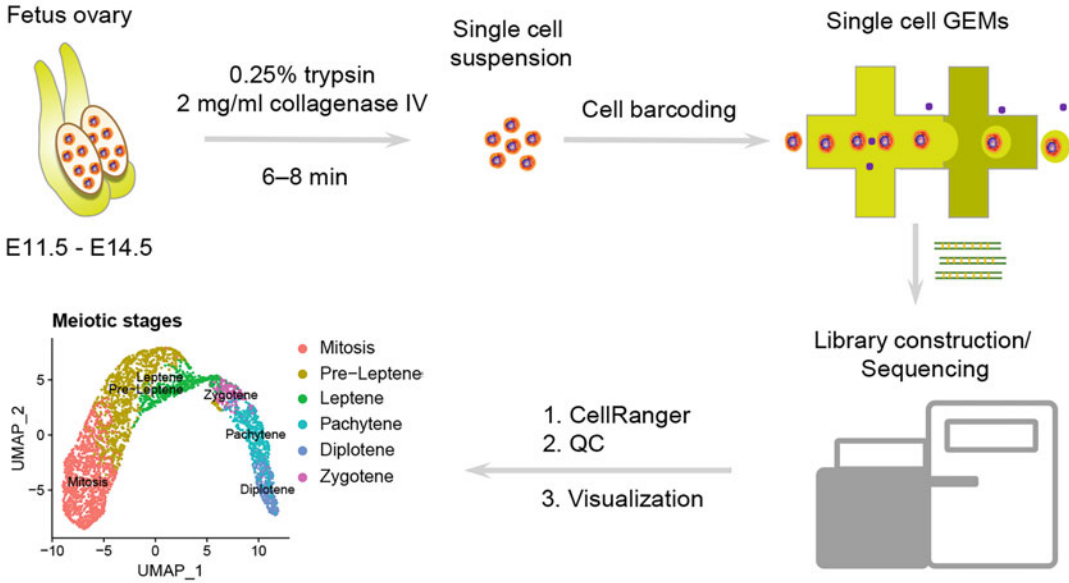 Fetus ovary
E11.5 - E14.5
0.25% trypsin
2 mg/ml collagenase IV
6–8 min
Single cell
suspension
Cell barcoding
Single cell GEMs
Library construction/
Sequencing
1. CellRanger
2. QC
3. Visualization
Meiotic stages
Mitosis
Pre−Leptene
Leptene
Pachytene
Diplotene
Zygotene
Leptene
Pre−Leptene
Zygotene
Pachytene
Mitosis
Diplotene
UMAP_2
5
0
−5
−10 −5 0 5 10
UMAP_1